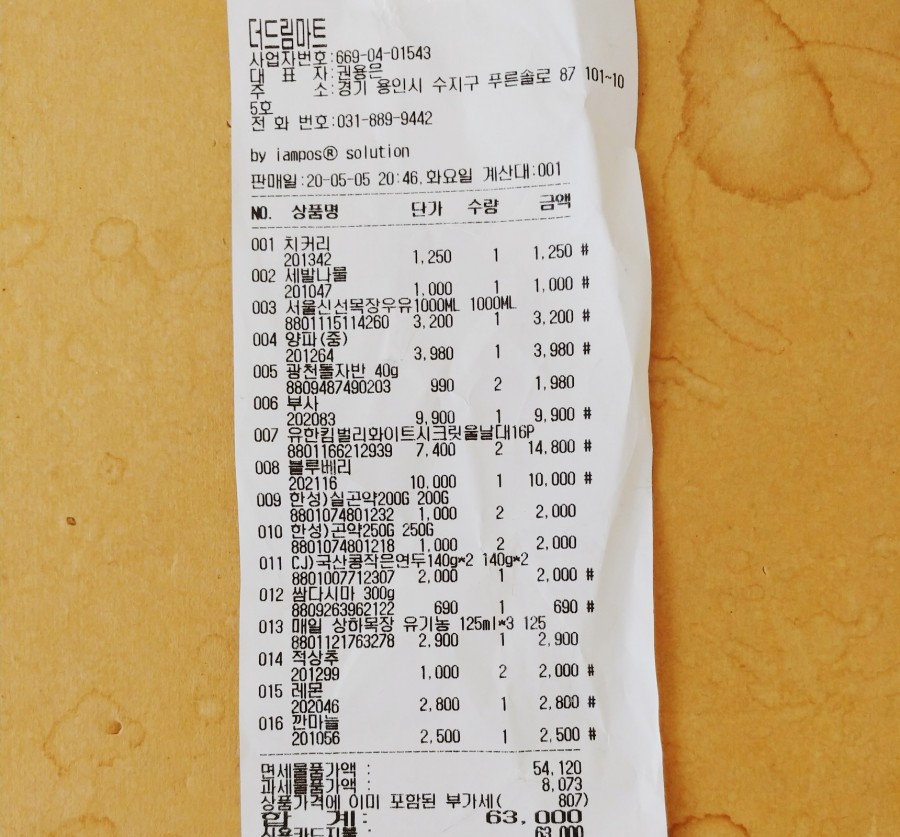 더드림마트
사업자번호:669-04-01543
대 표 자:권용은
주 소:경기 용인시 수지구 푸른솔로 87 101~10
5호
전 화 번호:031-889-9442
by iampos® solution
판매일:20-05-05 20:46,화요일 계산대:001
NO. 상품명 단가 수량 금액
001 치커리
201342 1,250 1 1,250 #
002 세발나물
201047 1,000 1 1,000 #
003 서울신선목장우유1000ML 1000ML
8801115114260 3,200 1 3,200 #
004 양파(중)
201264 3,980 1 3,980 #
005 광천돌자반 40g
8809487490203 990 2 1,980
006 부사
202083 9,900 1 9,900 #
007 유한킴벌리화이트시크릿울날대16P
8801166212939 7,400 2 14,800 #
008 블루베리
202116 10,000 1 10,000 #
009 한성)실곤약200G 200G
8801074801232 1,000 2 2,000
010 한성)곤약250G 250G
8801074801218 1,000 2 2,000
011 CJ)국산콩작은연두140g*2 140g*2
8801007712307 2,000 1 2,000 #
012 쌈다시마 300g
8809263962122 690 1 690 #
013 매일 상하목장 유기농 125ml*3 125
8801121763278 2,900 1 2,900
014 적상추
201299 1,000 2 2,000 #
015 레몬
202046 2,800 1 2,800 #
016 깐마늘
201056 2,500 1 2,500 #
면세물품가액 : 54,120
과세물품가액 : 8,073
상품가격에 이미 포함된 부가세( 807)
합 계: 63,000
신용카드지불 63,000